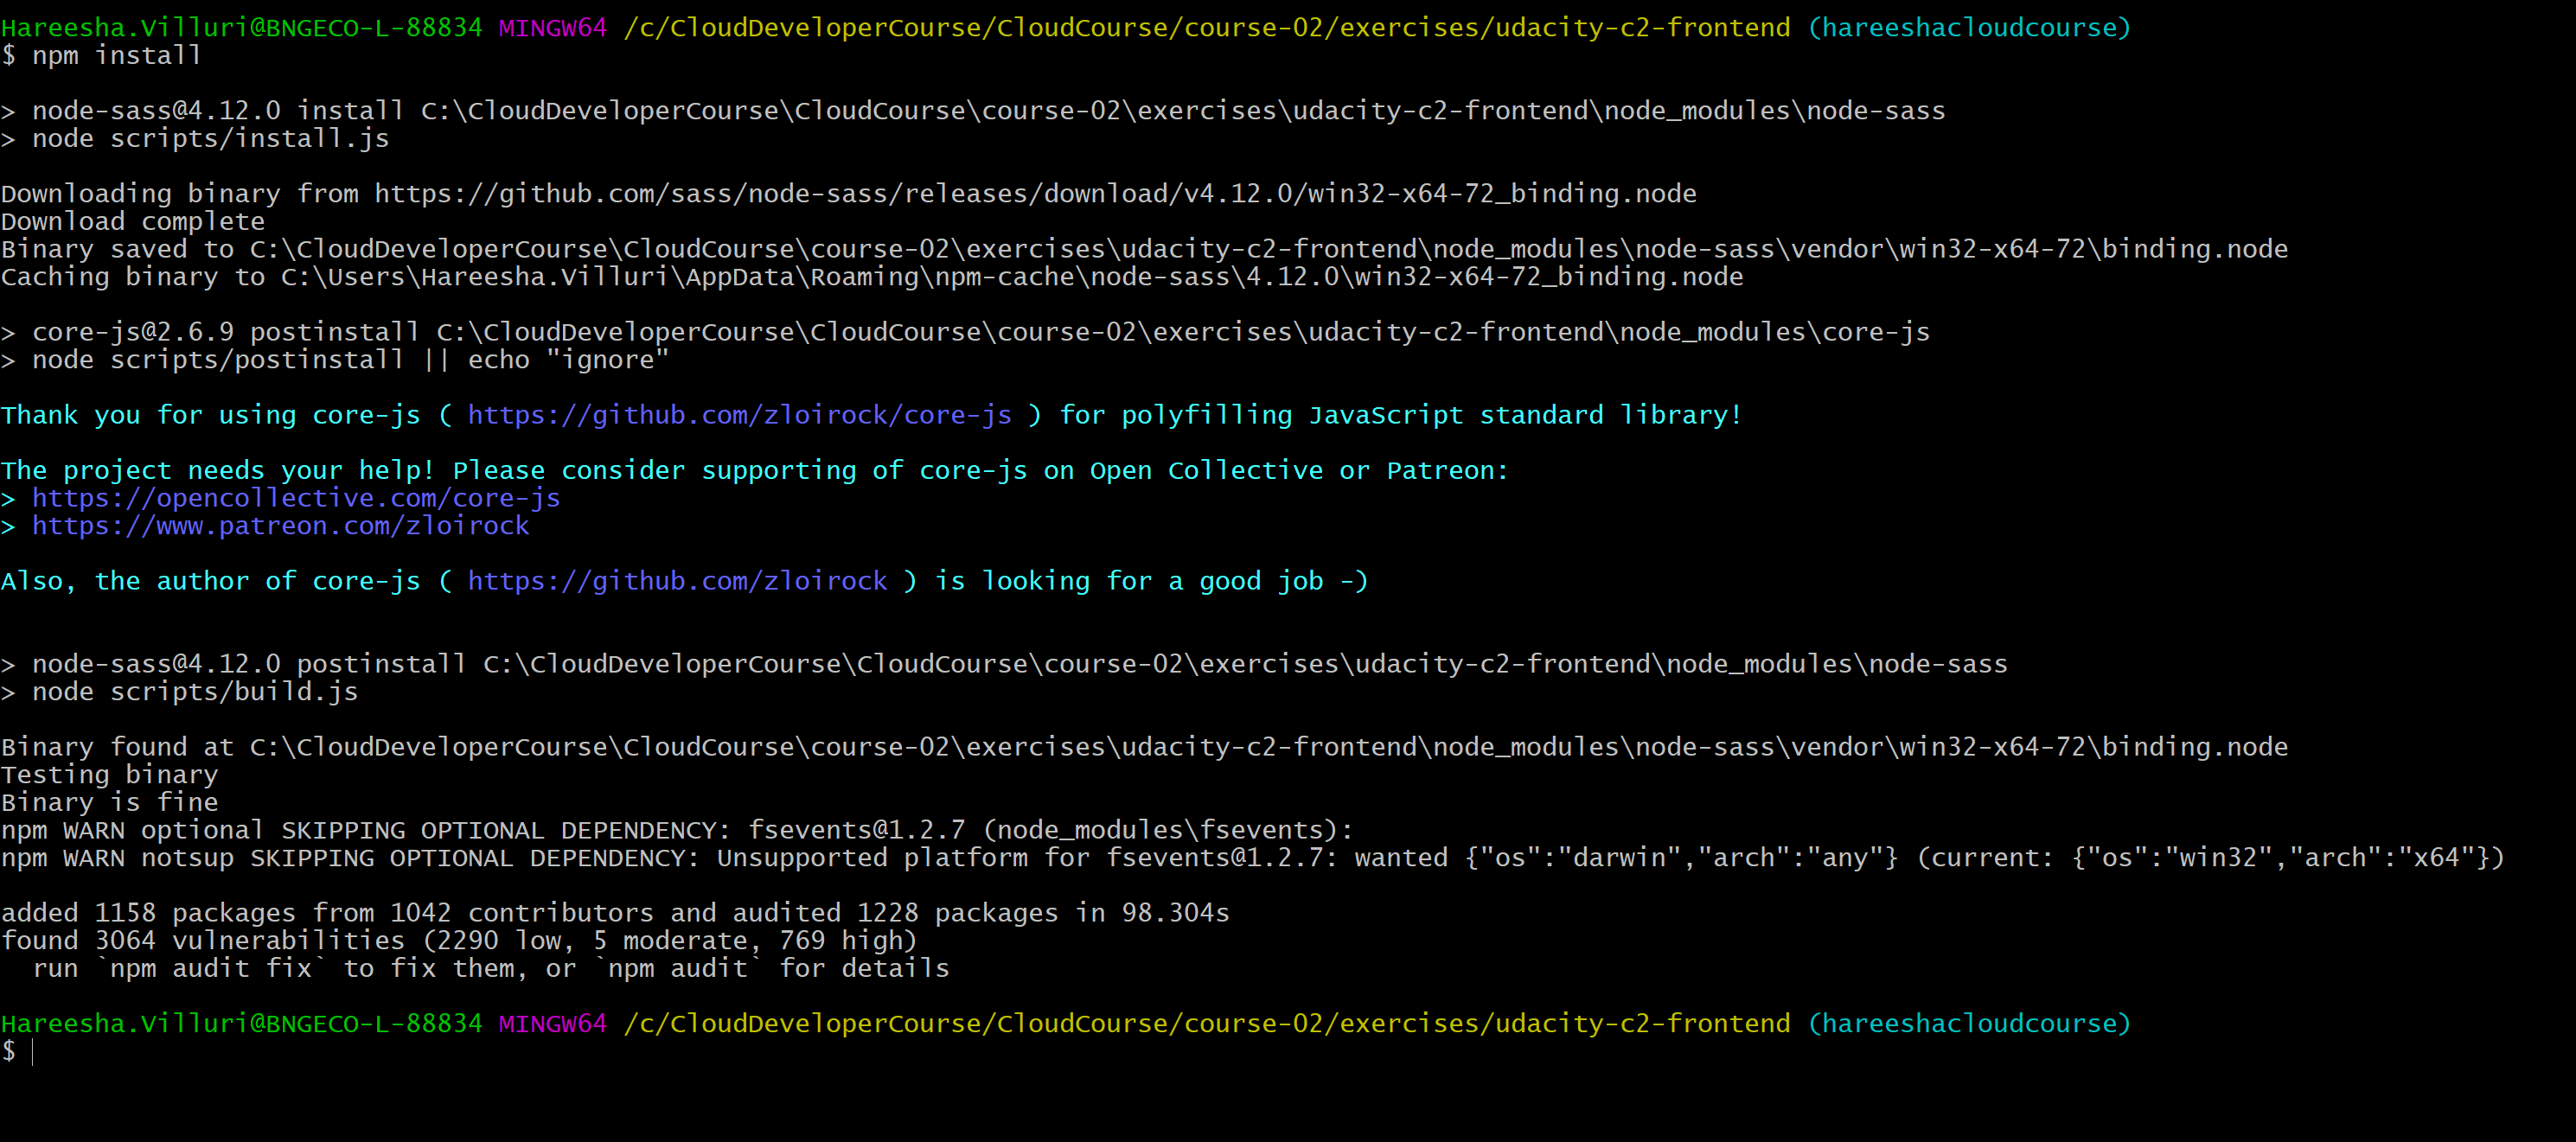 Hareesha.Villuri@BNGECO-L-88834 MINGW64 /c/CloudDeveloperCourse/CloudCourse/course-02/exercises/udacity-c2-frontend (hareeshacloudcourse)
$ npm install
> node-sass@4.12.0 install C:\CloudDeveloperCourse\CloudCourse\course-02\exercises\udacity-c2-frontend\node_modules\node-sass
> node scripts/install.js
Downloading binary from https://github.com/sass/node-sass/releases/download/v4.12.0/win32-x64-72_binding.node
Download complete
Binary saved to C:\CloudDeveloperCourse\CloudCourse\course-02\exercises\udacity-c2-frontend\node_modules\node-sass\vendor\win32-x64-72\binding.node
Caching binary to C:\Users\Hareesha.Villuri\AppData\Roaming\npm-cache\node-sass\4.12.0\win32-x64-72_binding.node
> core-js@2.6.9 postinstall C:\CloudDeveloperCourse\CloudCourse\course-02\exercises\udacity-c2-frontend\node_modules\core-js
> node scripts/postinstall || echo "ignore"
Thank you for using core-js ( https://github.com/zloirock/core-js ) for polyfilling JavaScript standard library!
The project needs your help! Please consider supporting of core-js on Open Collective or Patreon:
> https://opencollective.com/core-js
> https://www.patreon.com/zloirock
Also, the author of core-js ( https://github.com/zloirock ) is looking for a good job -)
> node-sass@4.12.0 postinstall C:\CloudDeveloperCourse\CloudCourse\course-02\exercises\udacity-c2-frontend\node_modules\node-sass
> node scripts/build.js
Binary found at C:\CloudDeveloperCourse\CloudCourse\course-02\exercises\udacity-c2-frontend\node_modules\node-sass\vendor\win32-x64-72\binding.node
Testing binary
Binary is fine
npm WARN optional SKIPPING OPTIONAL DEPENDENCY: fsevents@1.2.7 (node_modules\fsevents):
npm WARN notsup SKIPPING OPTIONAL DEPENDENCY: Unsupported platform for fsevents@1.2.7: wanted {"os":"darwin","arch":"any"} (current: {"os":"win32","arch":"x64"})
added 1158 packages from 1042 contributors and audited 1228 packages in 98.304s
found 3064 vulnerabilities (2290 low, 5 moderate, 769 high)
  run `npm audit fix` to fix them, or `npm audit` for details
Hareesha.Villuri@BNGECO-L-88834 MINGW64 /c/CloudDeveloperCourse/CloudCourse/course-02/exercises/udacity-c2-frontend (hareeshacloudcourse)
$